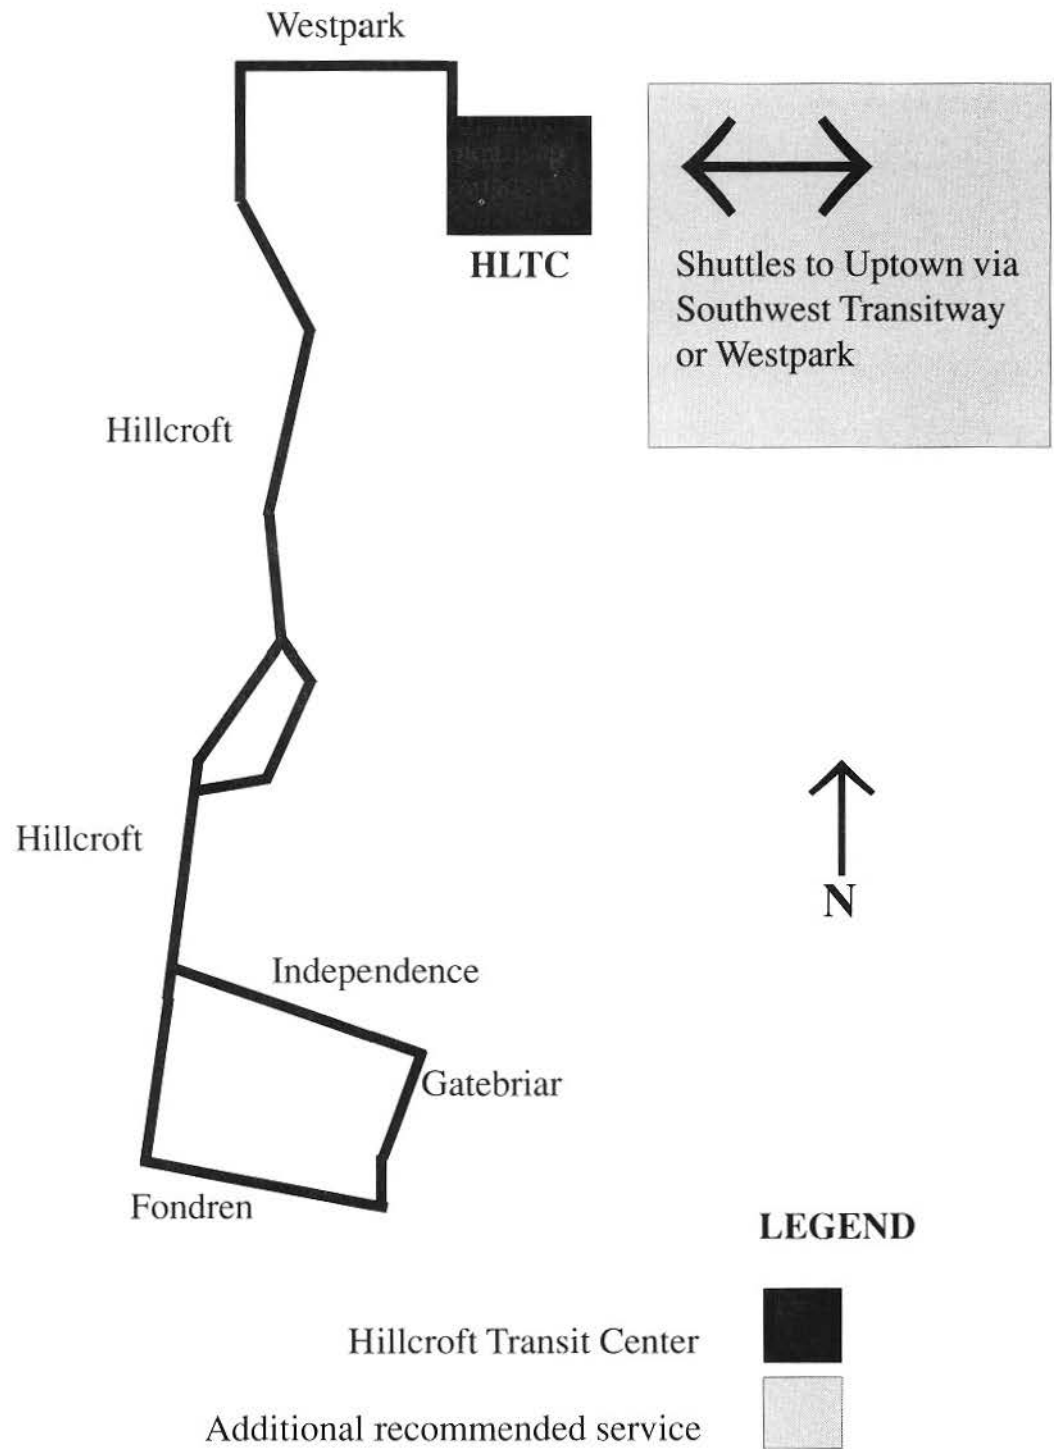 Westpark
HLTC
Shuttles to Uptown via
Southwest Transitway
or Westpark
Hillcroft
Hillcroft
N
Independence
Gatebriar
Fondren
LEGEND
Hillcroft Transit Center
Additional recommended service